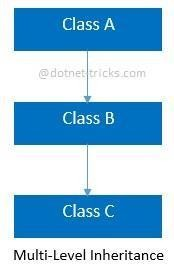 Class A
@dotnet-tricks.com
Class B
Class C
Multi-Level Inheritance